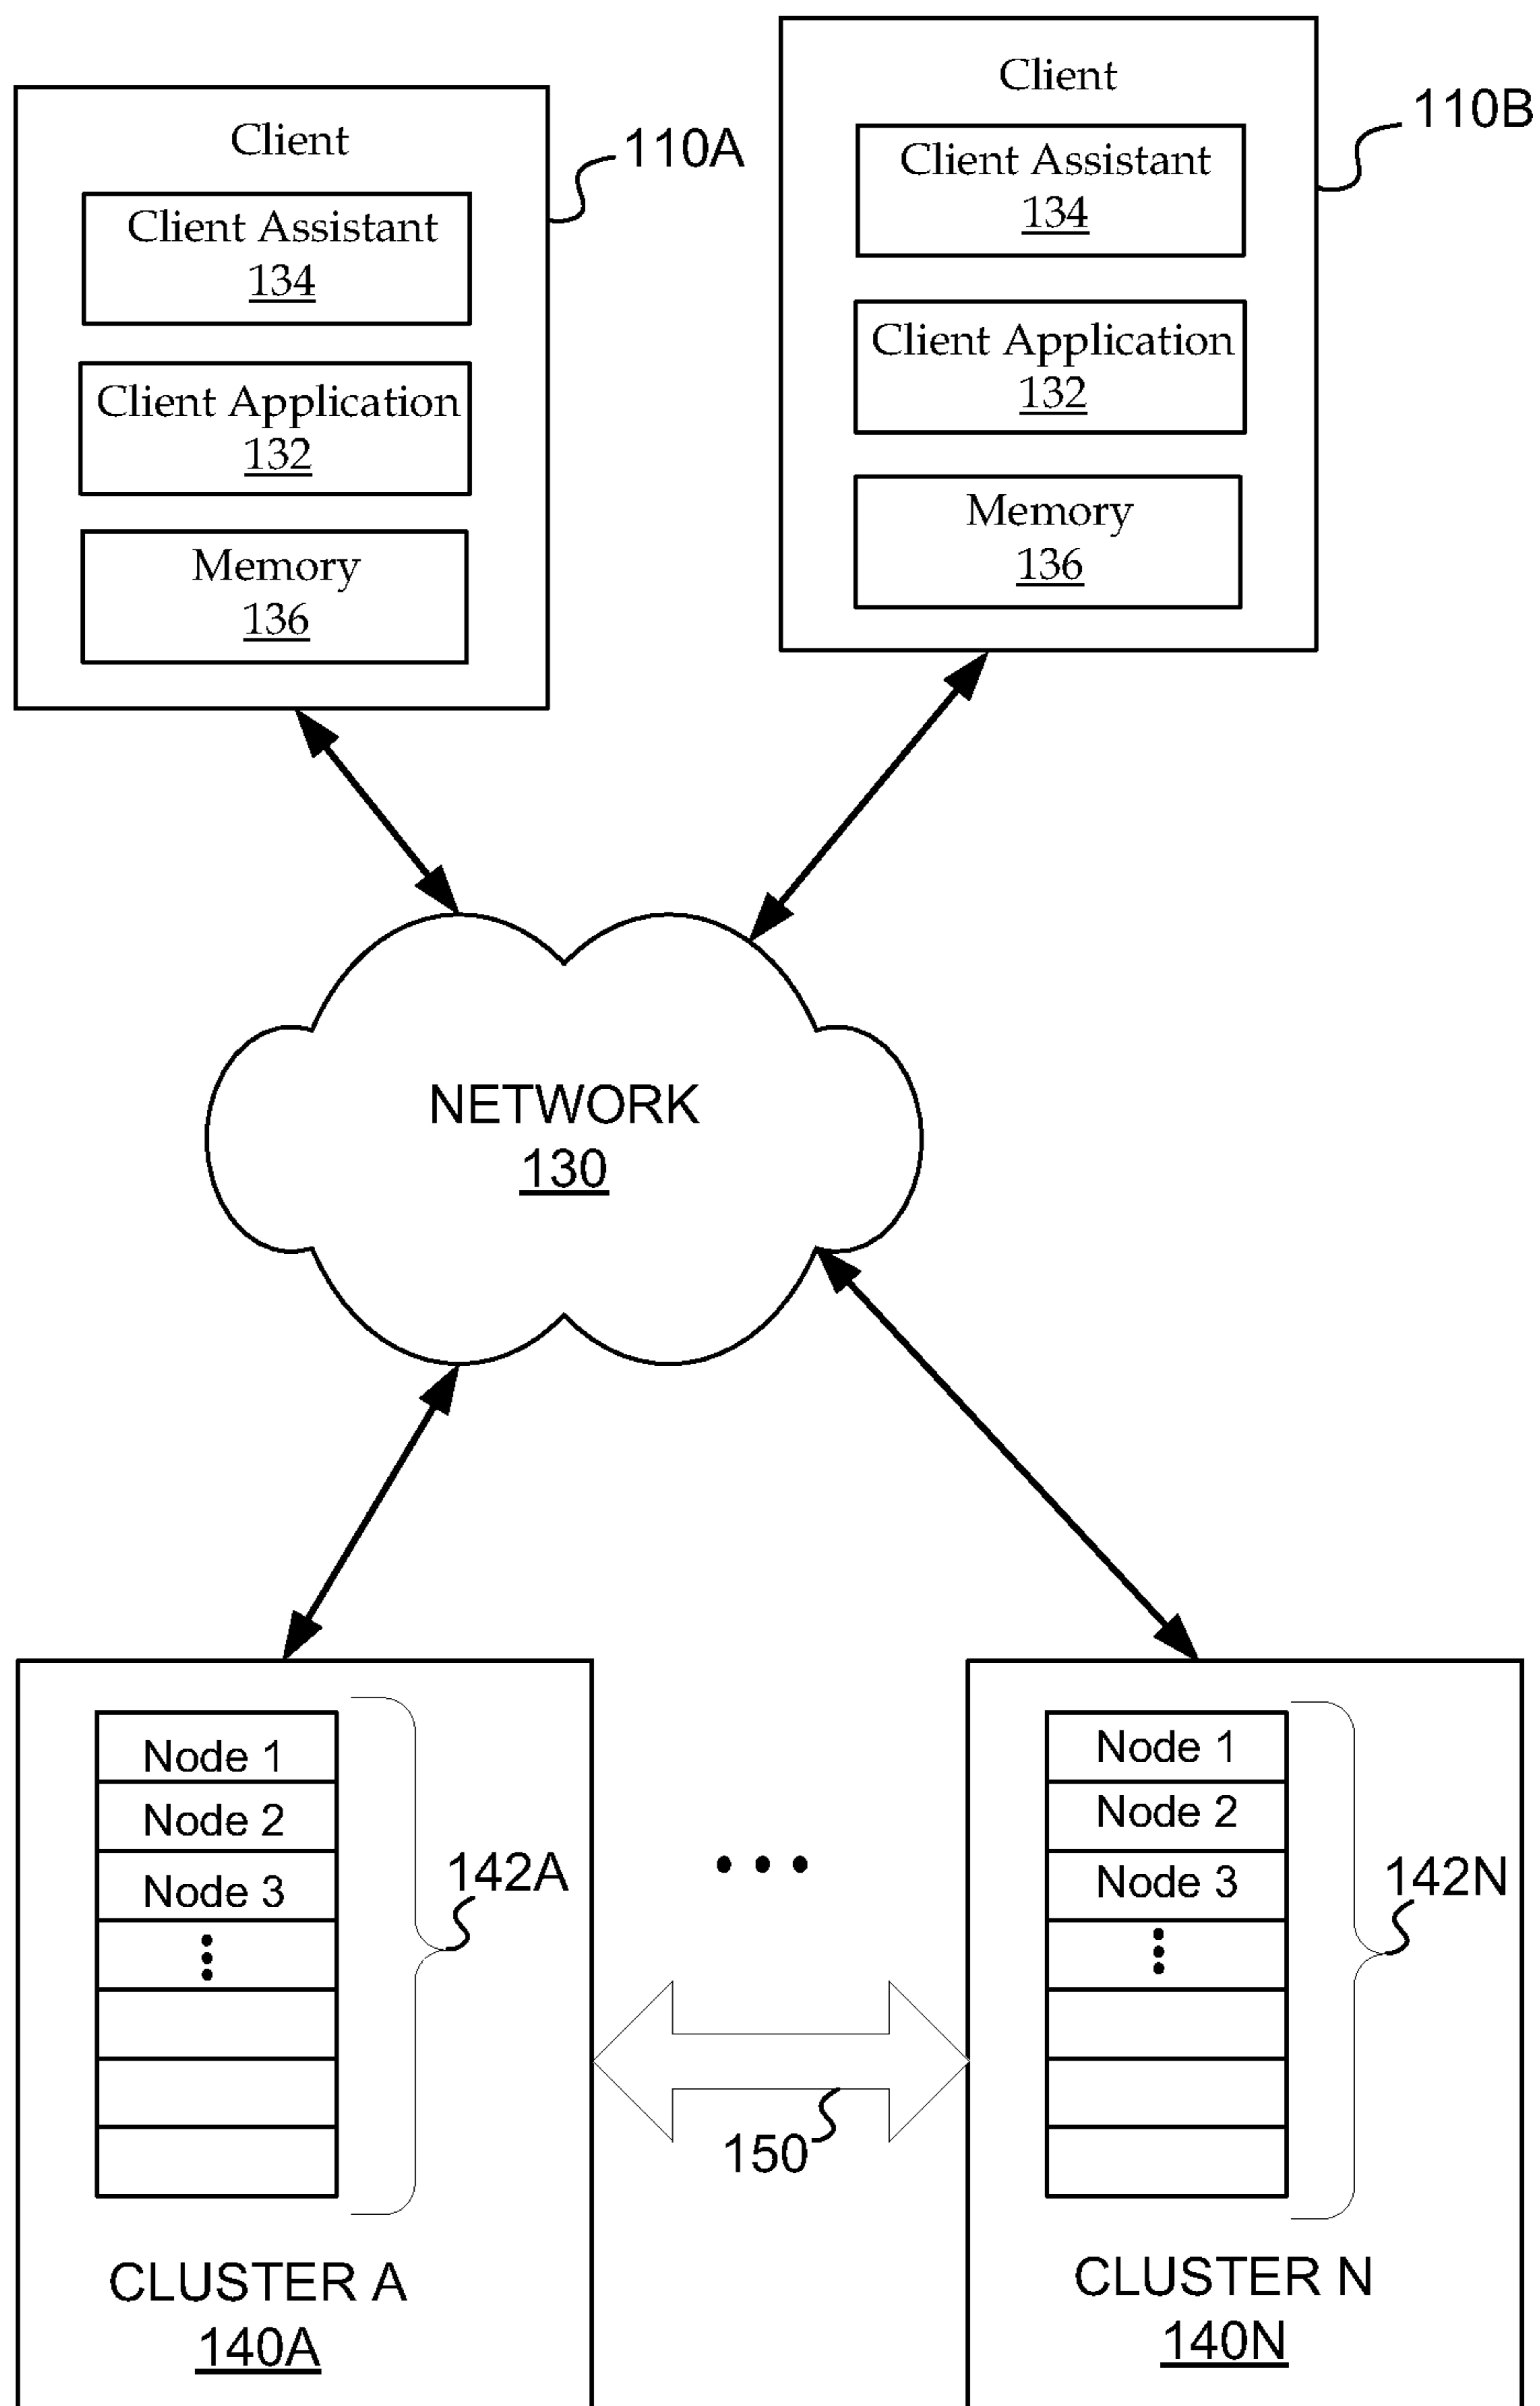 Client
110A
Client Assistant
134
Client Application
132
Memory
136
Client
110B
Client Assistant
134
Client Application
132
Memory
136
NETWORK
130
Node 1
Node 2
Node 3
142A
CLUSTER A
140A
150
Node 1
Node 2
Node 3
142N
CLUSTER N
140N